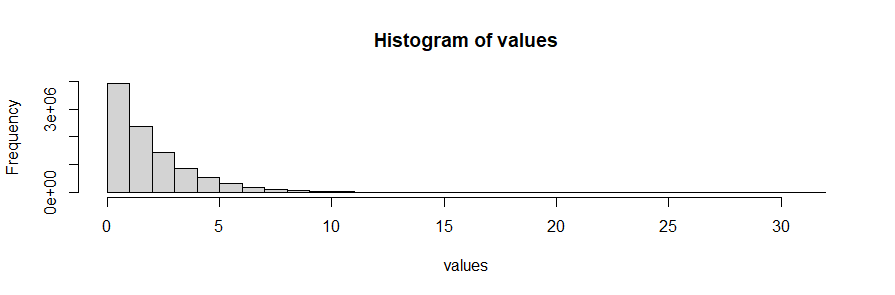 Histogram of values
Frequency
3e+06
0e+00
0 5 10 15 20 25 30
values